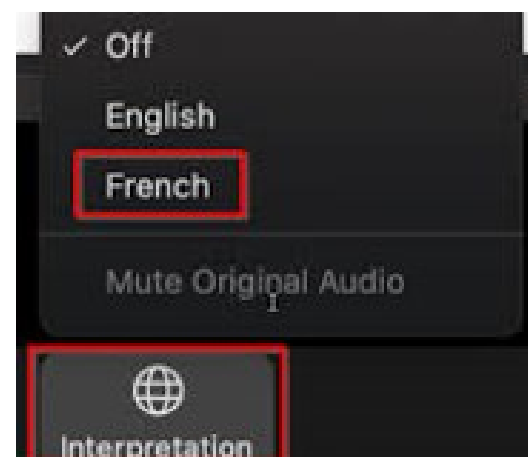 ✓ Off
English
French
Mute Original Audio
Interpretation